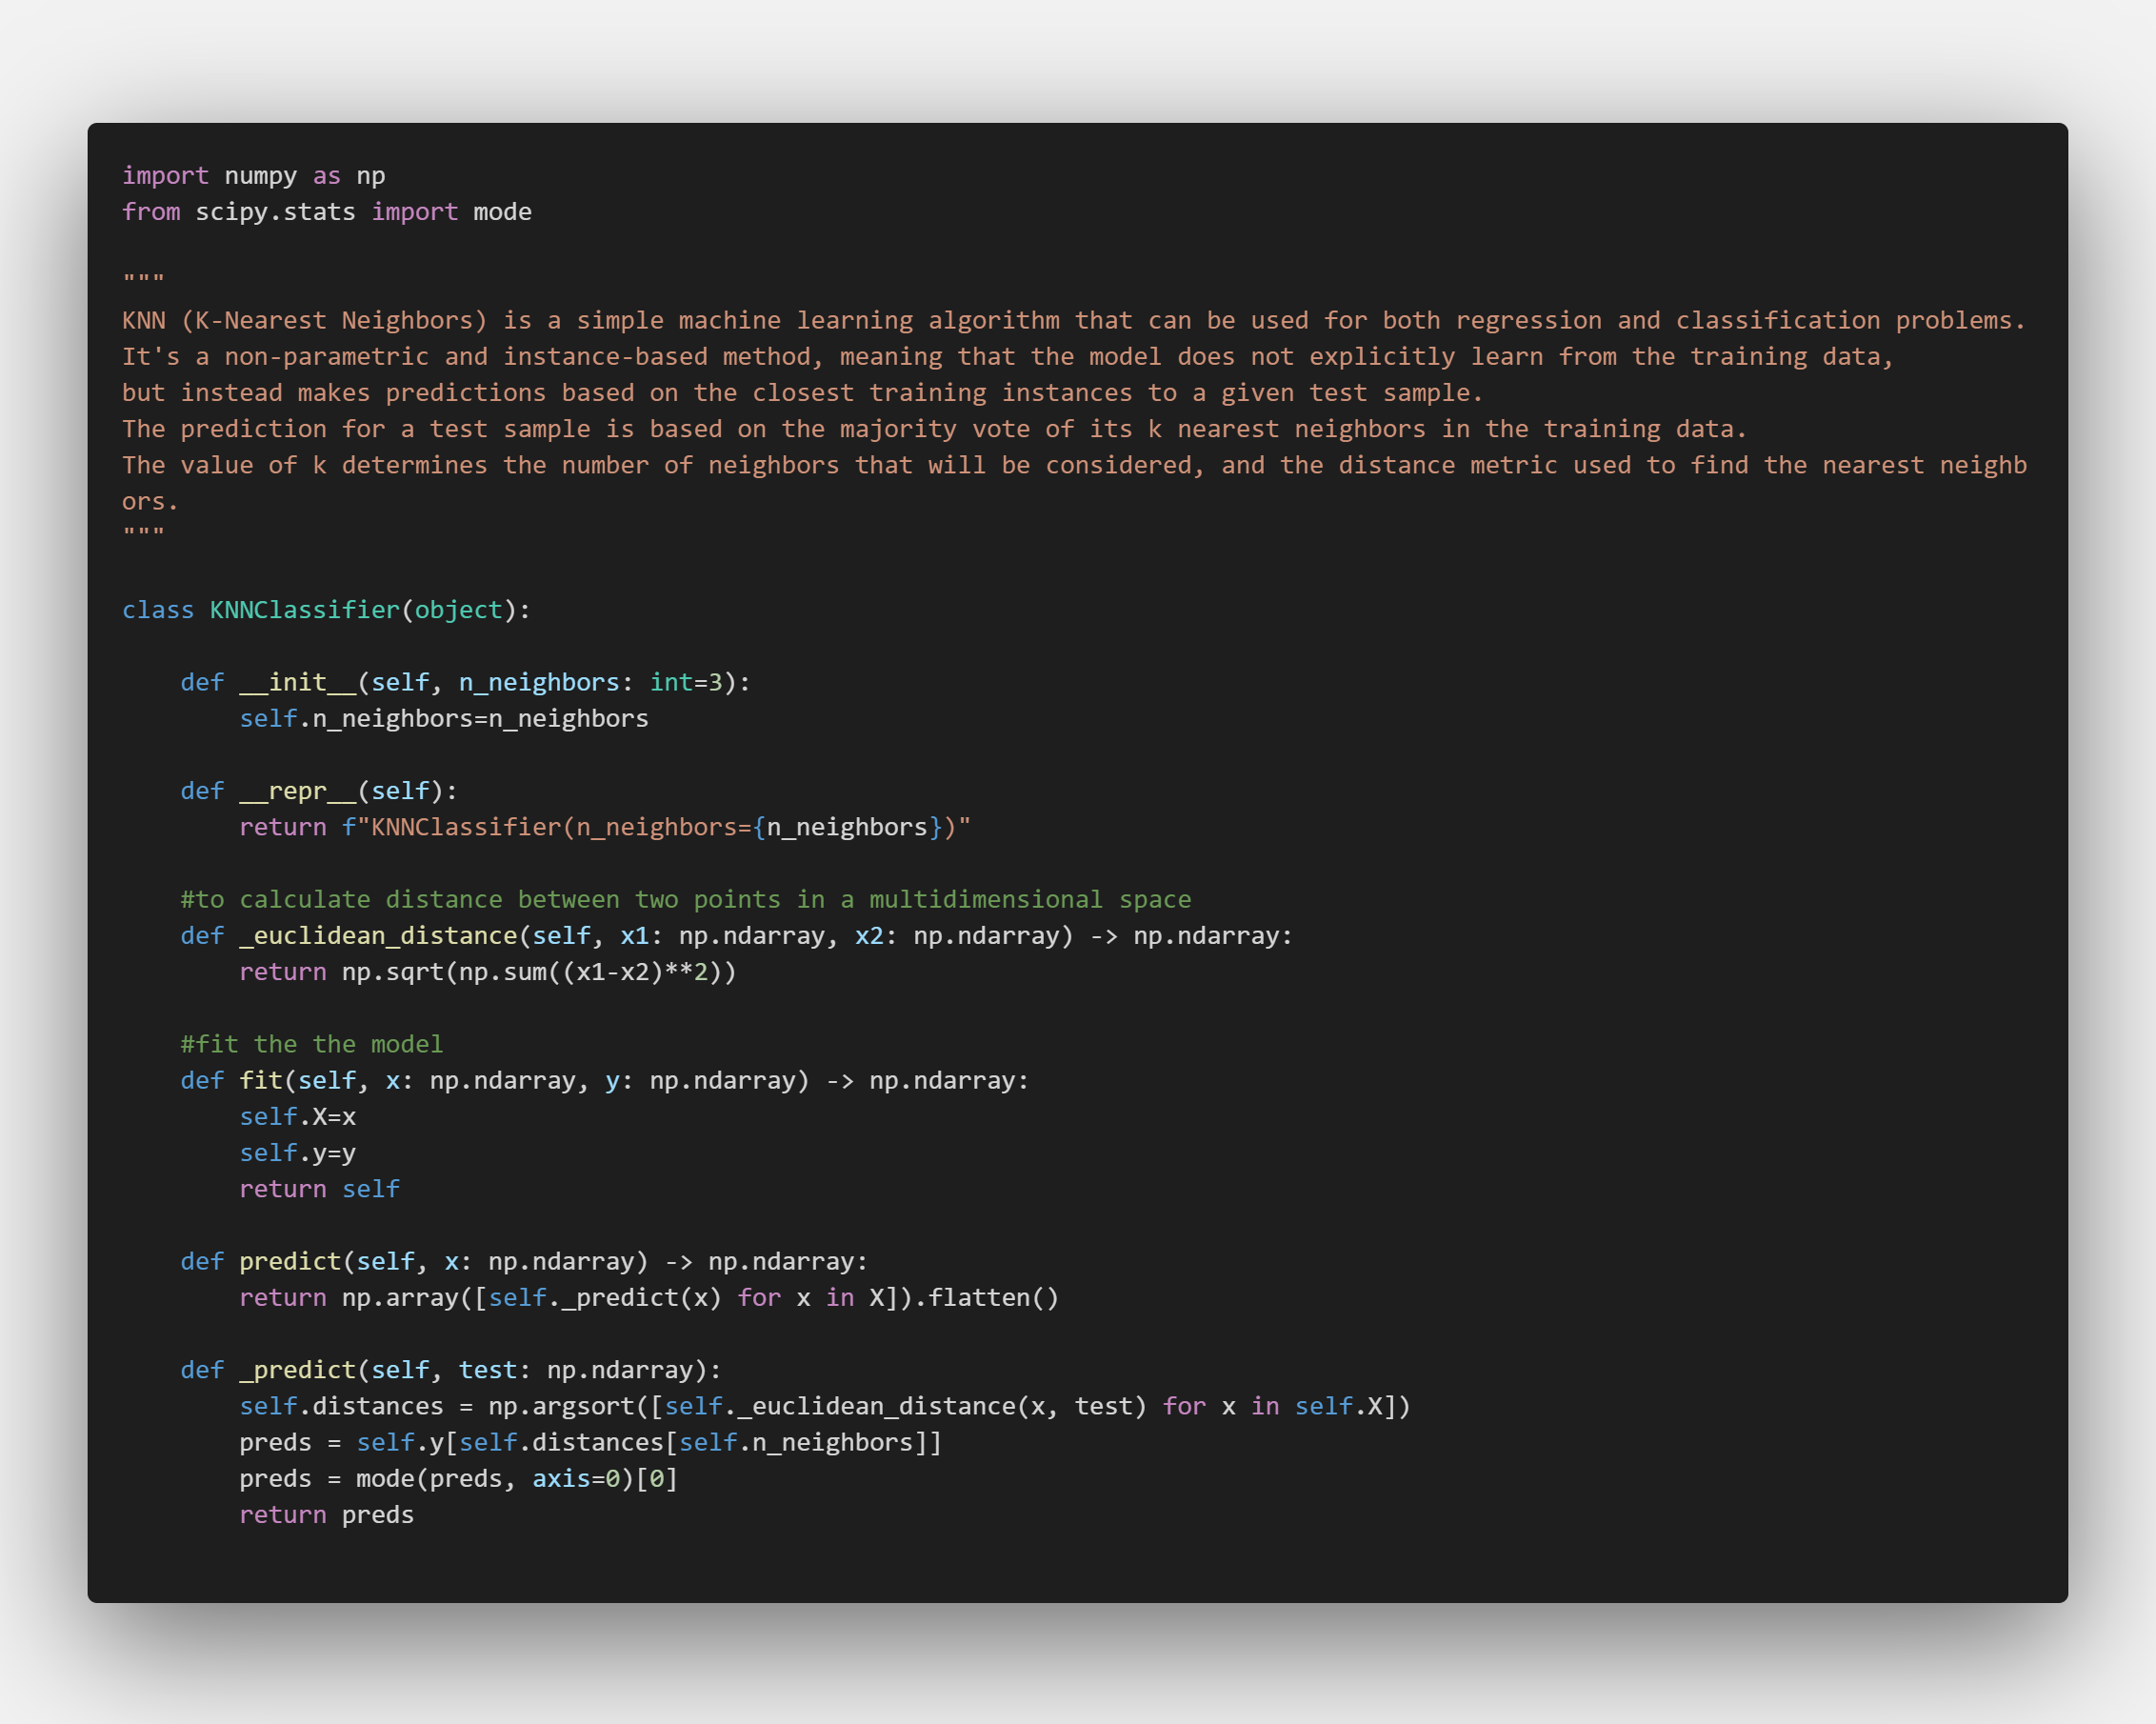 import numpy as np
from scipy.stats import mode
"""
KNN (K-Nearest Neighbors) is a simple machine learning algorithm that can be used for both regression and classification problems.
It's a non-parametric and instance-based method, meaning that the model does not explicitly learn from the training data,
but instead makes predictions based on the closest training instances to a given test sample.
The prediction for a test sample is based on the majority vote of its k nearest neighbors in the training data.
The value of k determines the number of neighbors that will be considered, and the distance metric used to find the nearest neighb
ors.
"""
class KNNClassifier(object):
    def __init__(self, n_neighbors: int=3):
        self.n_neighbors=n_neighbors
    def __repr__(self):
        return f"KNNClassifier(n_neighbors={n_neighbors})"
    #to calculate distance between two points in a multidimensional space
    def _euclidean_distance(self, x1: np.ndarray, x2: np.ndarray) -> np.ndarray:
        return np.sqrt(np.sum((x1-x2)**2))
    #fit the the model
    def fit(self, x: np.ndarray, y: np.ndarray) -> np.ndarray:
        self.X=x
        self.y=y
        return self
    def predict(self, x: np.ndarray) -> np.ndarray:
        return np.array([self._predict(x) for x in X]).flatten()
    def _predict(self, test: np.ndarray):
        self.distances = np.argsort([self._euclidean_distance(x, test) for x in self.X])
        preds = self.y[self.distances[self.n_neighbors]]
        preds = mode(preds, axis=0)[0]
        return preds